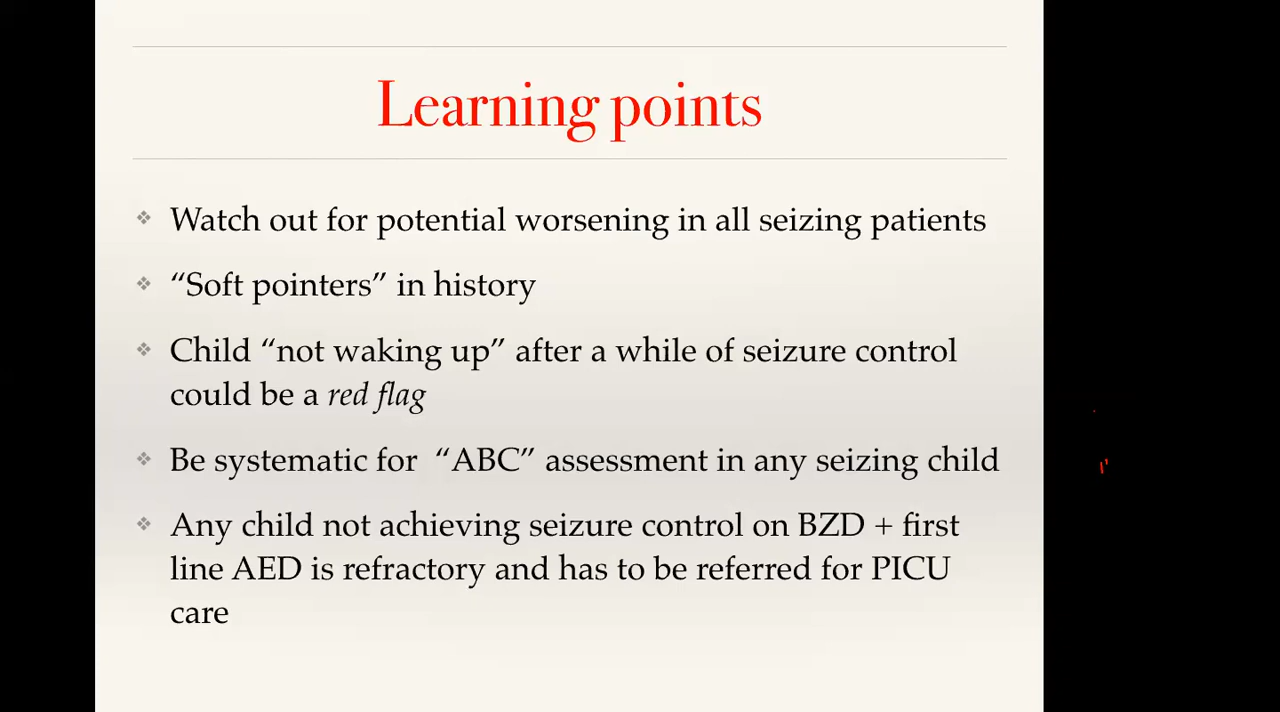 Learning points
❖ Watch out for potential worsening in all seizing patients
❖ “Soft pointers” in history
❖ Child “not waking up” after a while of seizure control
could be a red flag
❖ Be systematic for “ABC” assessment in any seizing child
❖ Any child not achieving seizure control on BZD + first
line AED is refractory and has to be referred for PICU
care